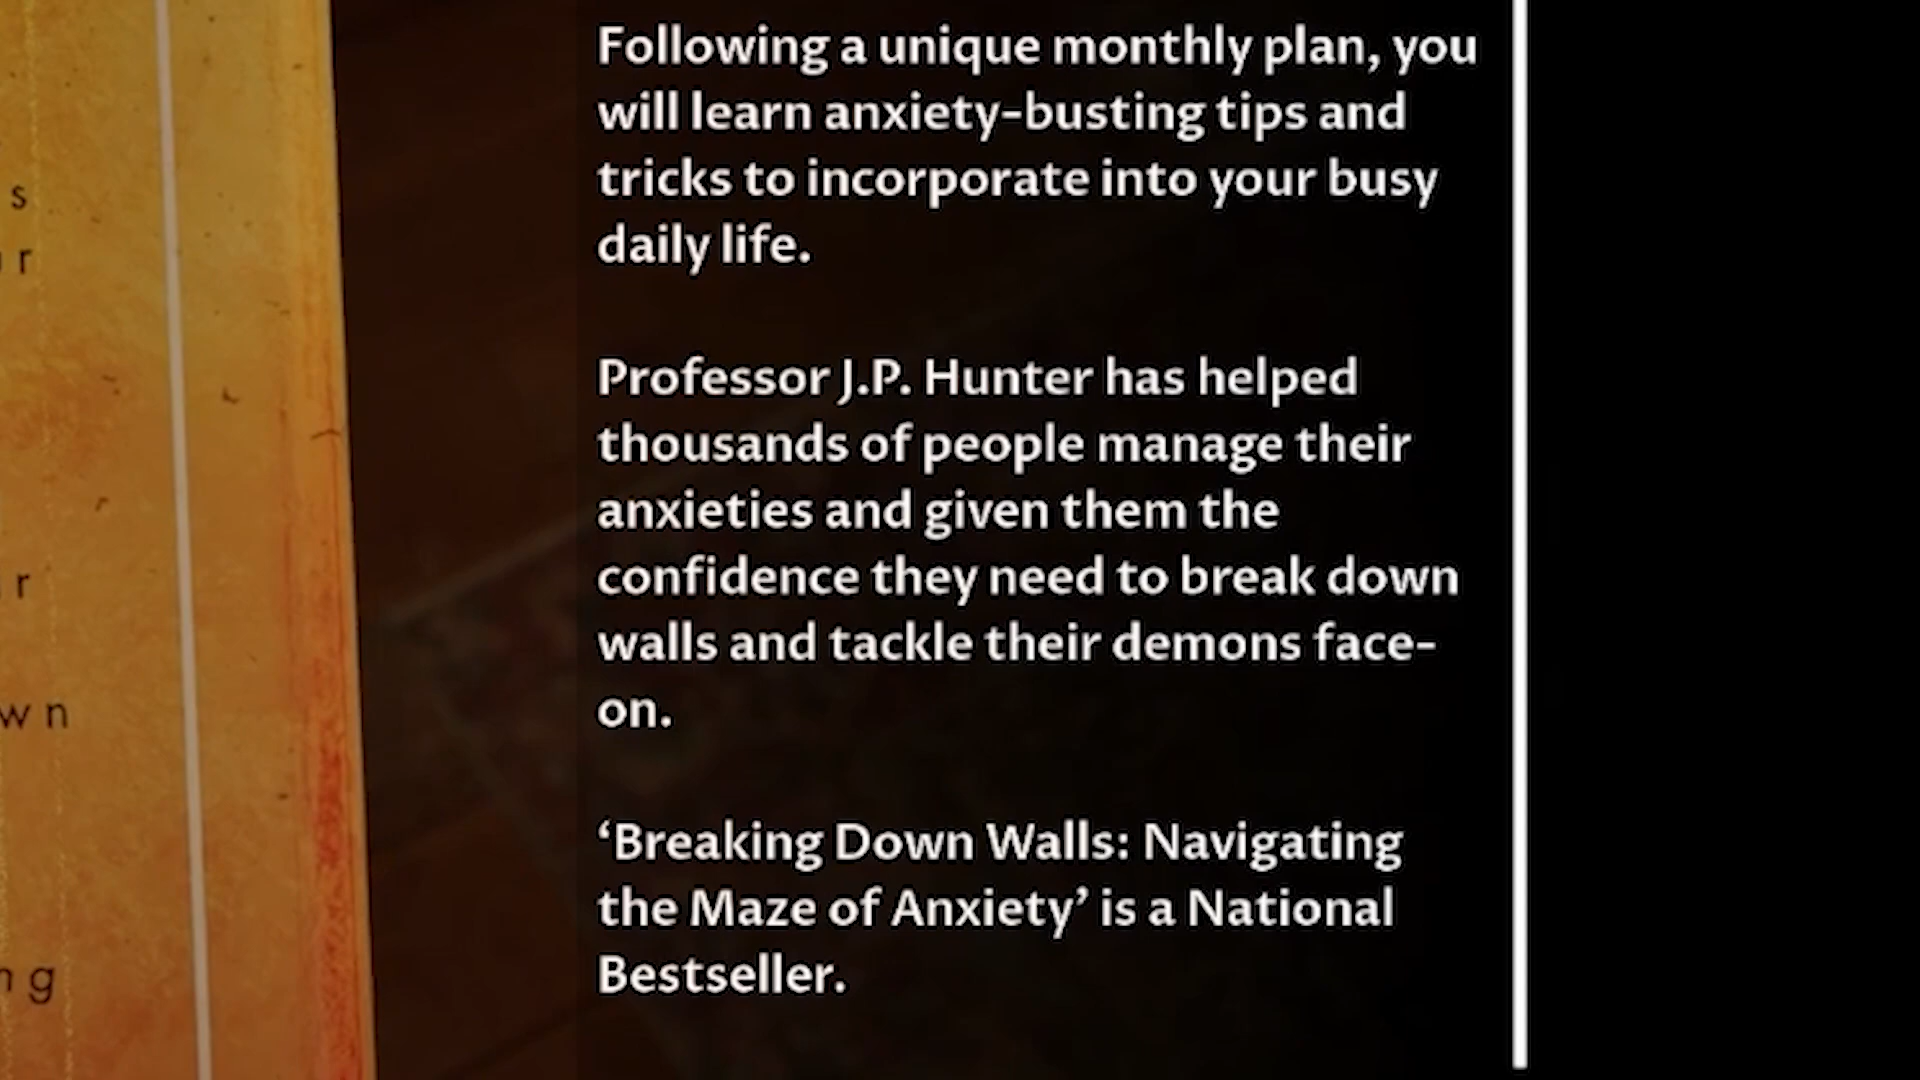 Following a unique monthly plan, you
will learn anxiety-busting tips and
tricks to incorporate into your busy
daily life.
Professor J.P. Hunter has helped
thousands of people manage their
anxieties and given them the
confidence they need to break down
walls and tackle their demons face-
on.
‘Breaking Down Walls: Navigating
the Maze of Anxiety’ is a National
Bestseller.